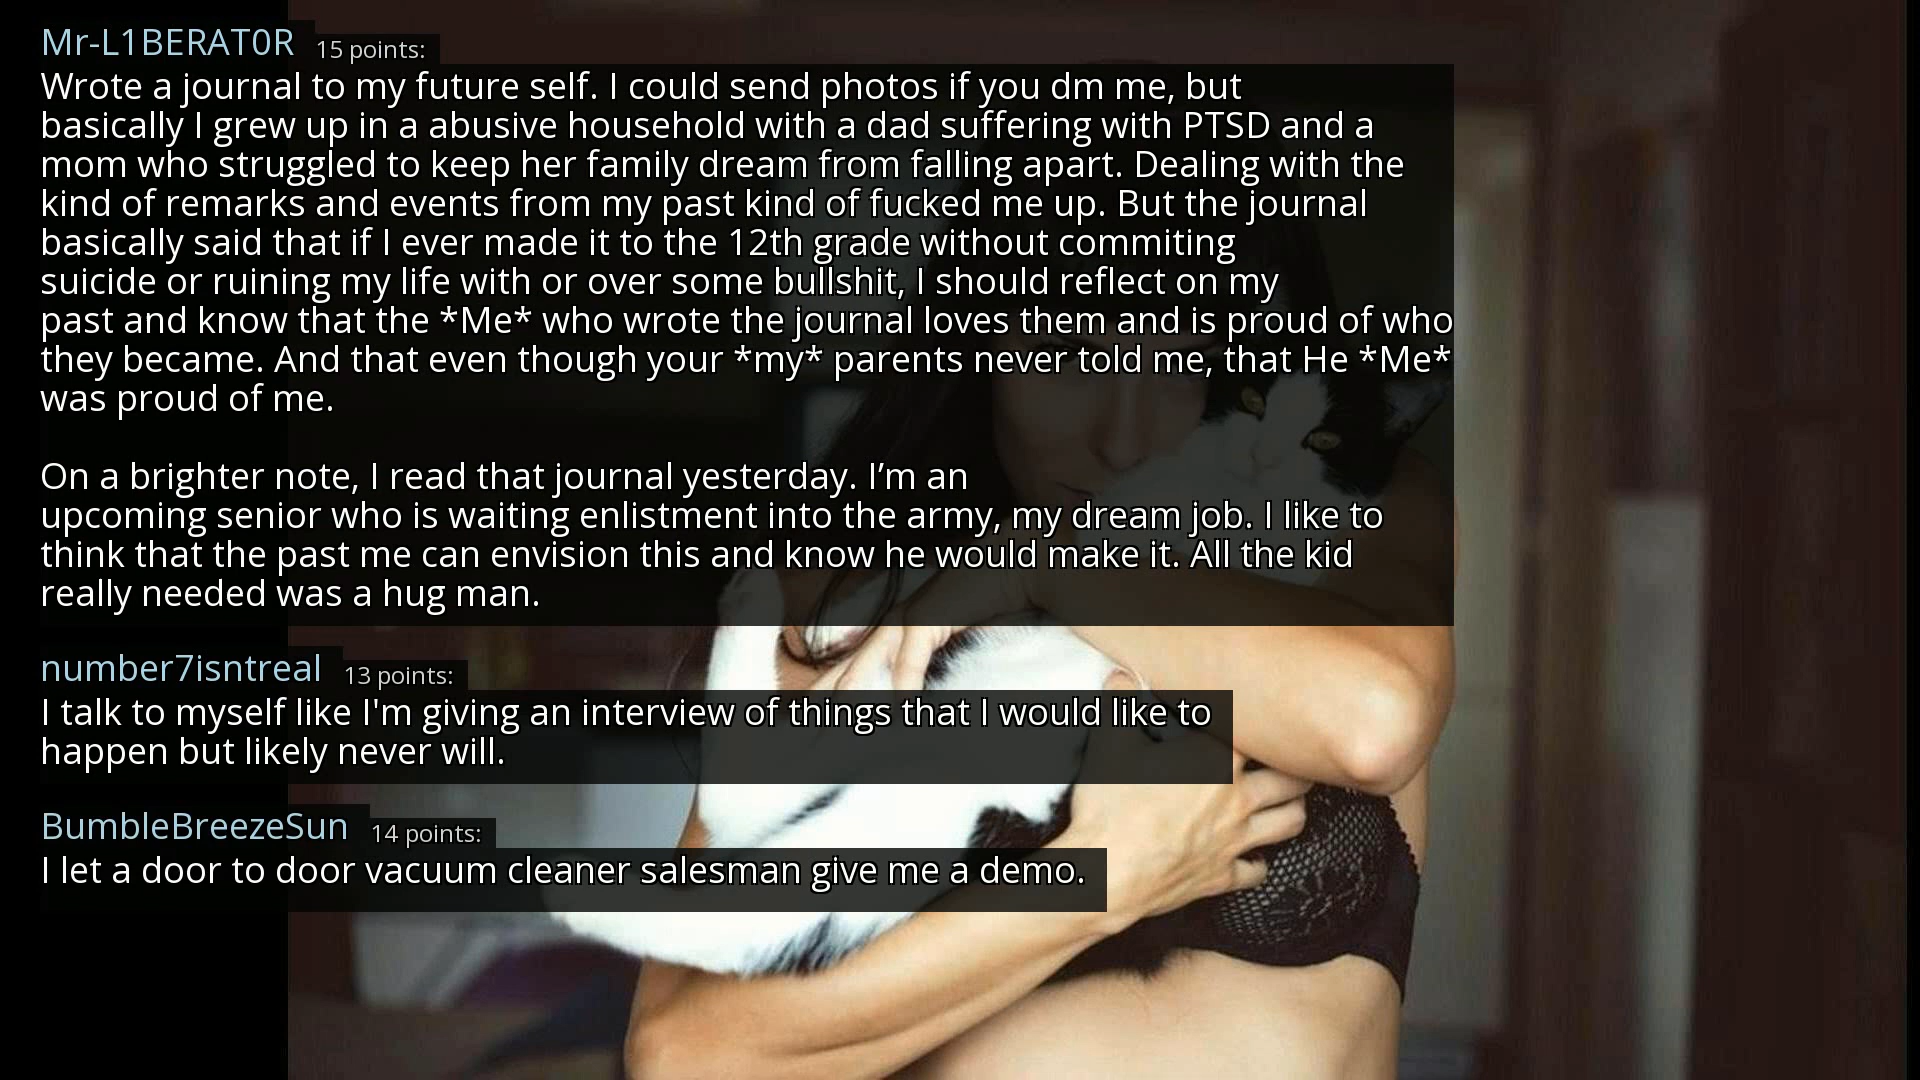 Mr-L1BERAT0R 15 points:
Wrote a journal to my future self. I could send photos if you dm me, but
basically I grew up in a abusive household with a dad suffering with PTSD and a
mom who struggled to keep her family dream from falling apart. Dealing with the
kind of remarks and events from my past kind of fucked me up. But the journal
basically said that if I ever made it to the 12th grade without commiting
suicide or ruining my life with or over some bullshit, I should reflect on my
past and know that the *Me* who wrote the journal loves them and is proud of who
they became. And that even though your *my* parents never told me, that He *Me*
was proud of me.
On a brighter note, I read that journal yesterday. I’m an
upcoming senior who is waiting enlistment into the army, my dream job. I like to
think that the past me can envision this and know he would make it. All the kid
really needed was a hug man.
number7isntreal 13 points:
I talk to myself like I'm giving an interview of things that I would like to
happen but likely never will.
BumbleBreezeSun 14 points:
I let a door to door vacuum cleaner salesman give me a demo.